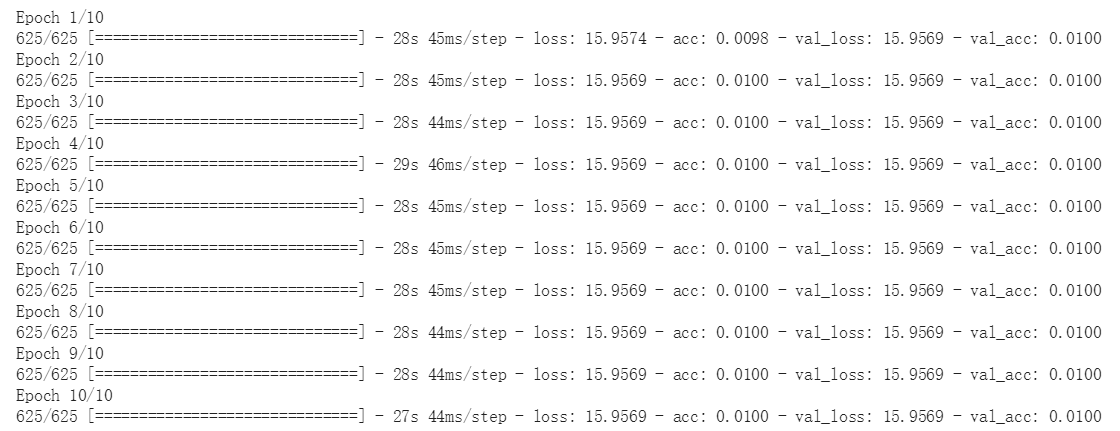 Epoch 1/10
625/625 [==============================] - 28s 45ms/step - loss: 15.9574 - acc: 0.0098 - val_loss: 15.9569 - val_acc: 0.0100
Epoch 2/10
625/625 [==============================] - 28s 45ms/step - loss: 15.9569 - acc: 0.0100 - val_loss: 15.9569 - val_acc: 0.0100
Epoch 3/10
625/625 [==============================] - 28s 44ms/step - loss: 15.9569 - acc: 0.0100 - val_loss: 15.9569 - val_acc: 0.0100
Epoch 4/10
625/625 [==============================] - 29s 46ms/step - loss: 15.9569 - acc: 0.0100 - val_loss: 15.9569 - val_acc: 0.0100
Epoch 5/10
625/625 [==============================] - 28s 45ms/step - loss: 15.9569 - acc: 0.0100 - val_loss: 15.9569 - val_acc: 0.0100
Epoch 6/10
625/625 [==============================] - 28s 45ms/step - loss: 15.9569 - acc: 0.0100 - val_loss: 15.9569 - val_acc: 0.0100
Epoch 7/10
625/625 [==============================] - 28s 45ms/step - loss: 15.9569 - acc: 0.0100 - val_loss: 15.9569 - val_acc: 0.0100
Epoch 8/10
625/625 [==============================] - 28s 44ms/step - loss: 15.9569 - acc: 0.0100 - val_loss: 15.9569 - val_acc: 0.0100
Epoch 9/10
625/625 [==============================] - 28s 44ms/step - loss: 15.9569 - acc: 0.0100 - val_loss: 15.9569 - val_acc: 0.0100
Epoch 10/10
625/625 [==============================] - 27s 44ms/step - loss: 15.9569 - acc: 0.0100 - val_loss: 15.9569 - val_acc: 0.0100